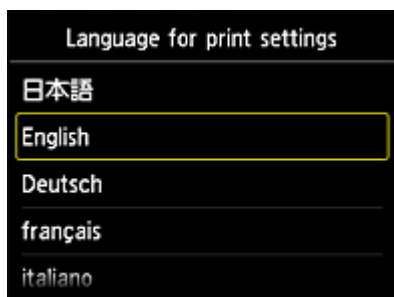 Language for print settings
日本語
English
Deutsch
français
italiano